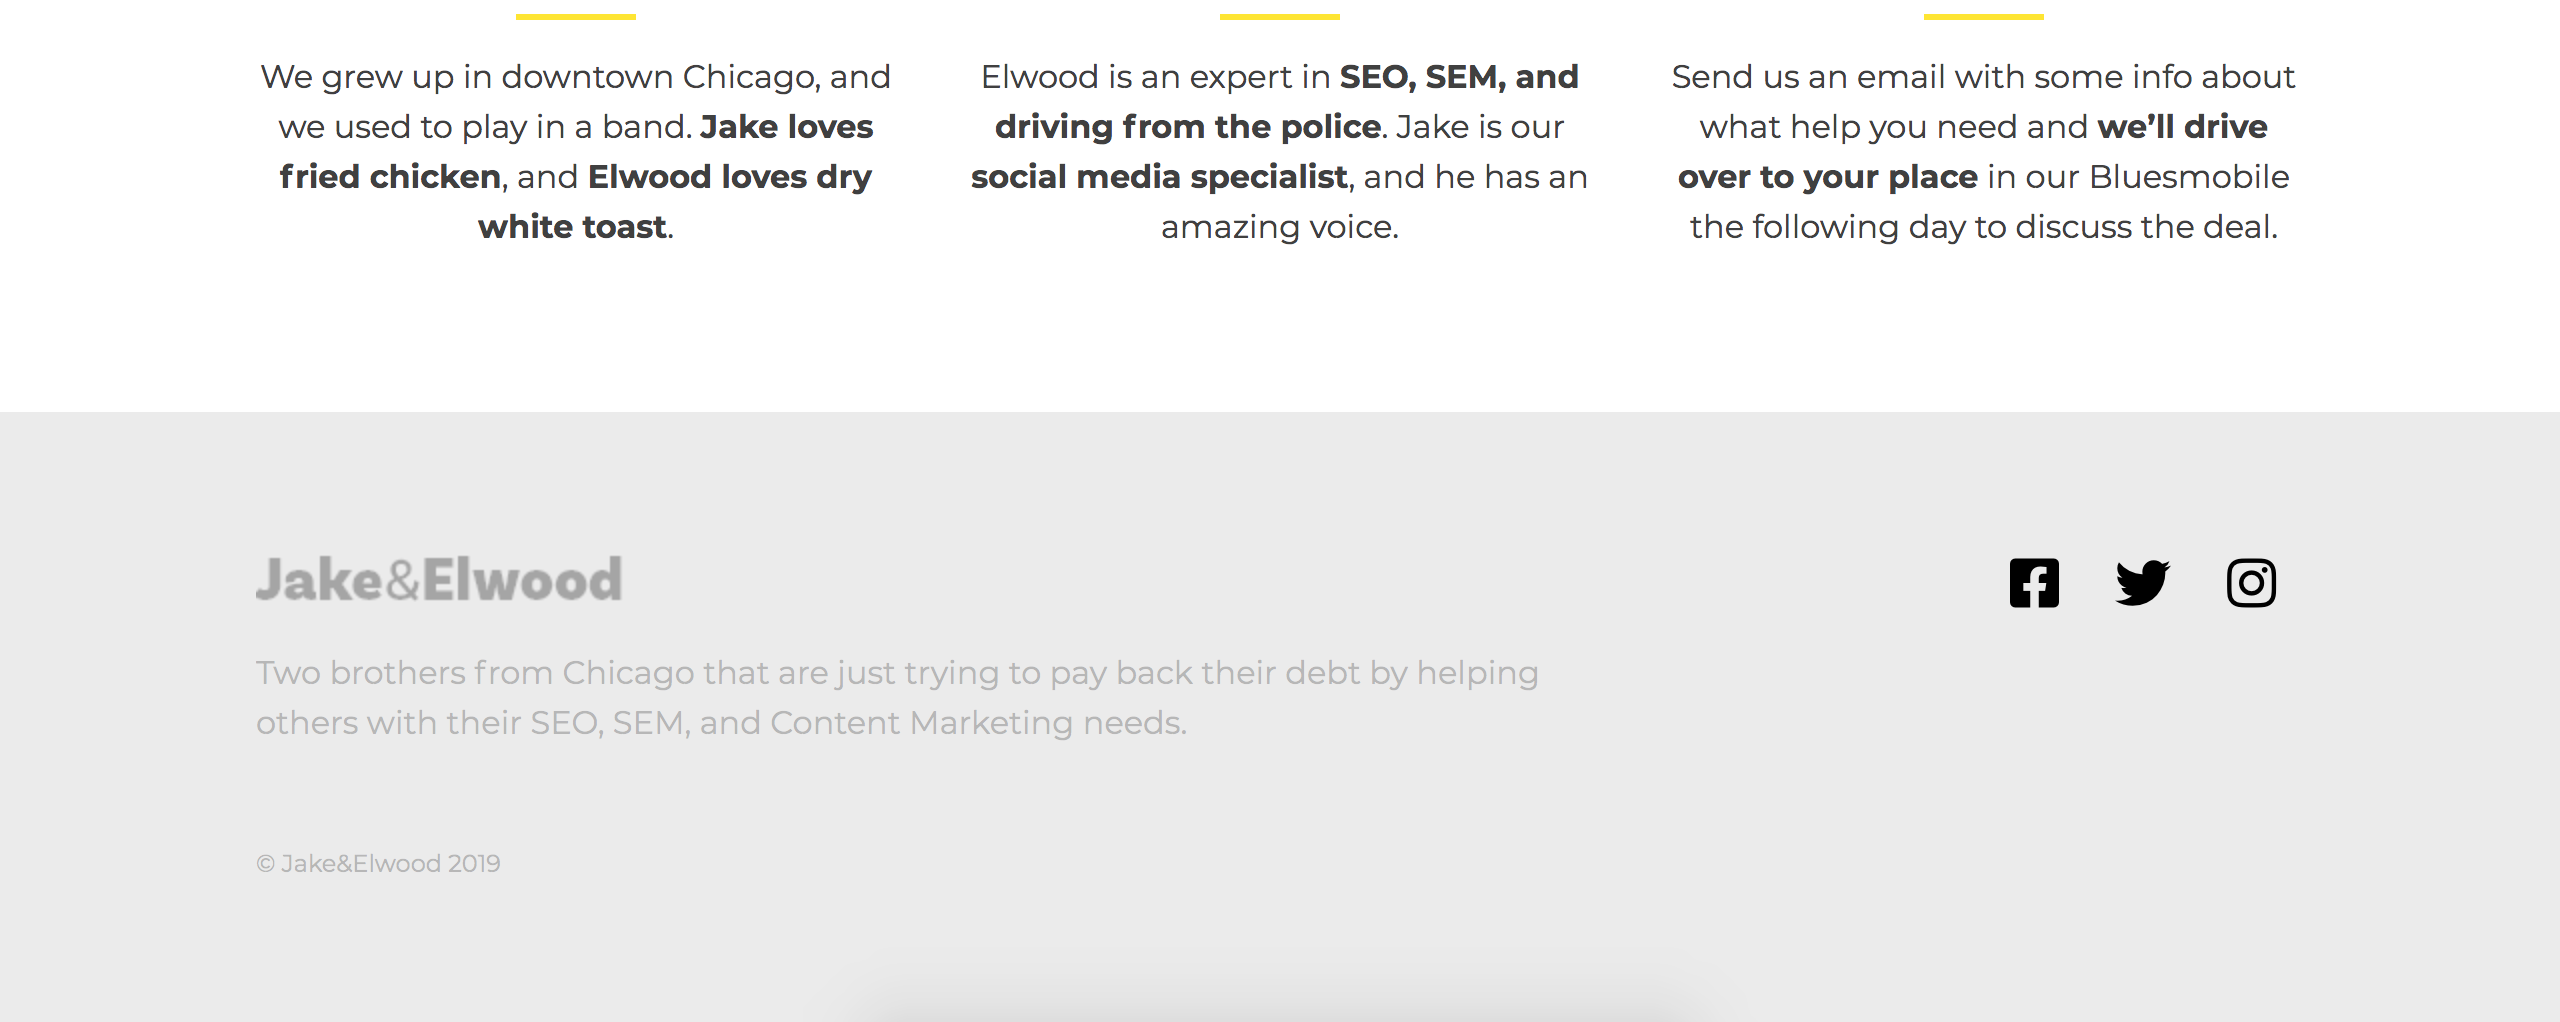 We grew up in downtown Chicago, and
we used to play in a band. Jake loves
fried chicken, and Elwood loves dry
white toast.
Elwood is an expert in SEO, SEM, and
driving from the police. Jake is our
social media specialist, and he has an
amazing voice.
Send us an email with some info about
what help you need and we’ll drive
over to your place in our Bluesmobile
the following day to discuss the deal.
Jake&Elwood
Two brothers from Chicago that are just trying to pay back their debt by helping
others with their SEO, SEM, and Content Marketing needs.
© Jake&Elwood 2019